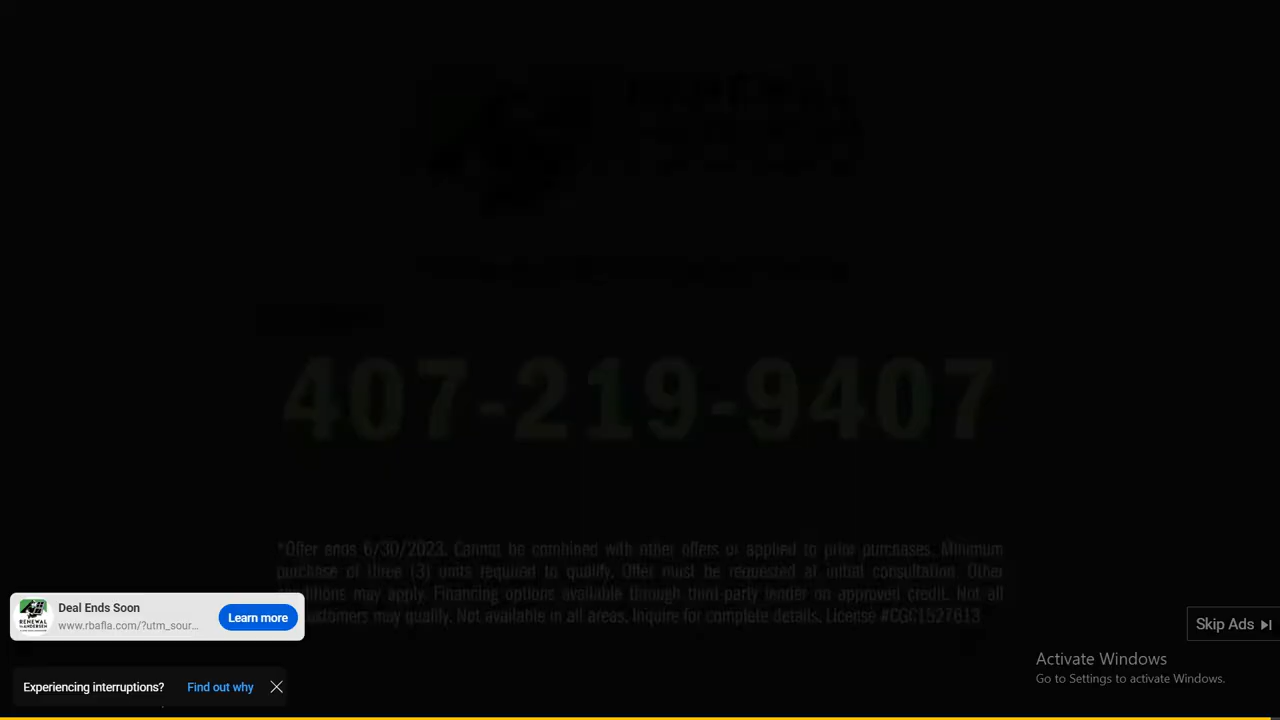 407-219-9407
*Offer ends 6/30/2023. Cannot be combined with other offers or applied to prior purchases. Minimum
purchase of three (3) units required to qualify. Offer must be requested at initial consultation. Other
may apply. Financing options available through third party lender on approved credit. Not all
customers may qualify. Not available in all areas. Inquire for complete details. License #CGC1527613
Deal Ends Soon
www.rbafla.com/?utm_sour...
Learn more
RENEWAL
Skip Ads
Activate Windows
Go to Settings to activate Windows.
Experiencing interruptions?
Find out why